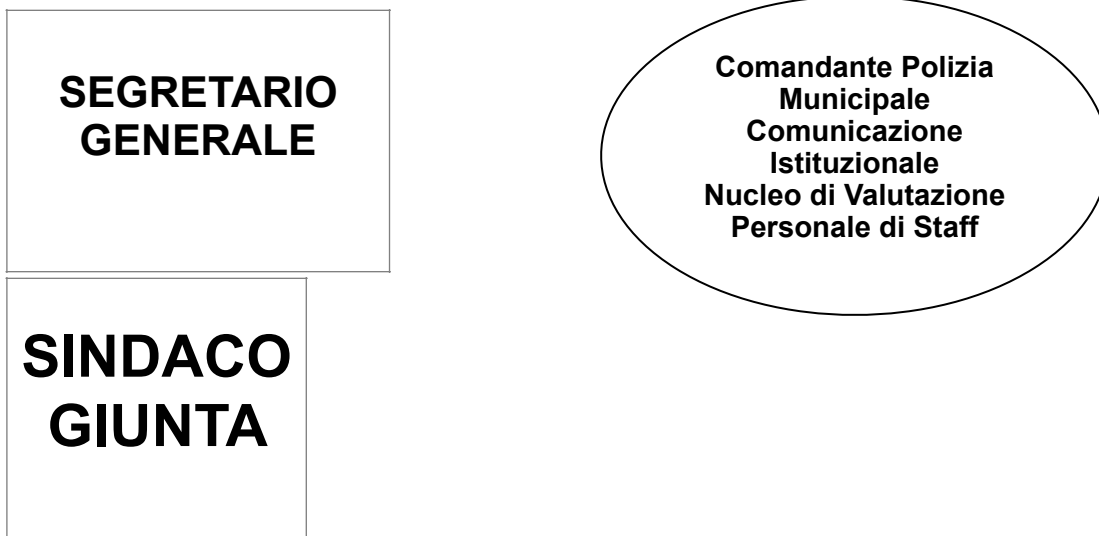 SEGRETARIO
GENERALE
Comandante Polizia
Municipale
Comunicazione
Istituzionale
Nucleo di Valutazione
Personale di Staff
SINDACO
GIUNTA